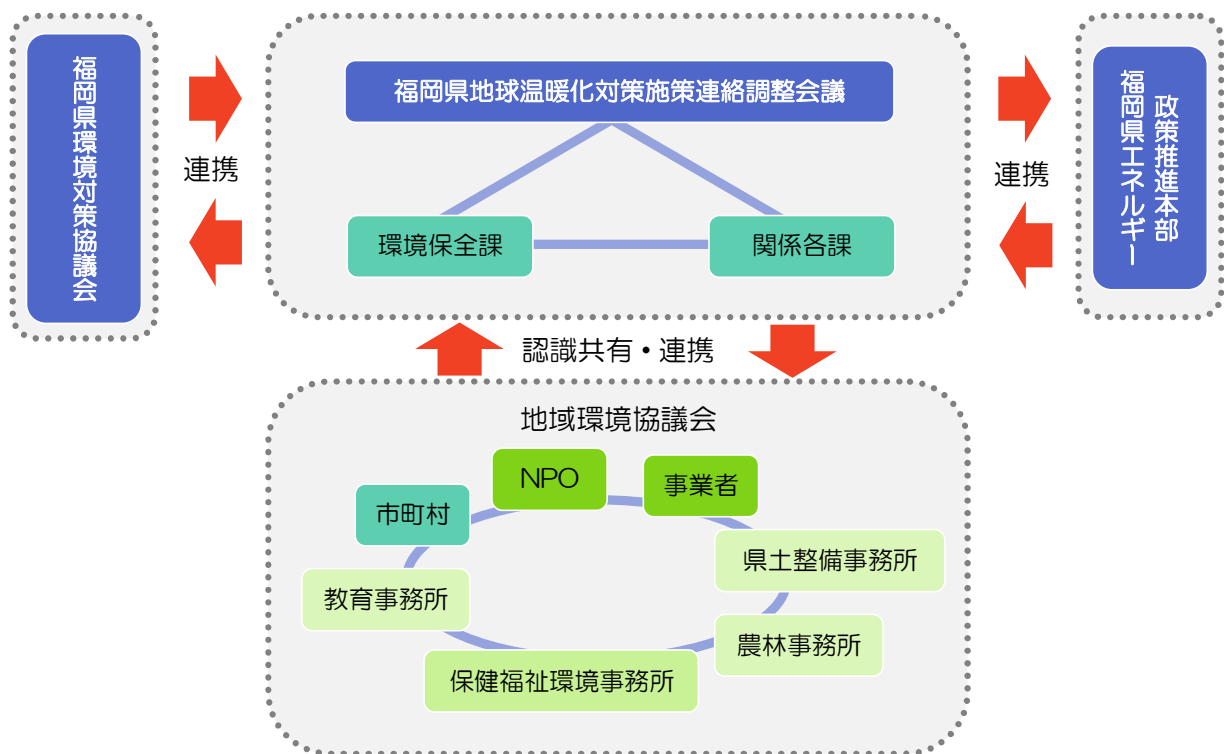 福岡県環境対策協議会
連携
福岡県地球温暖化対策施策連絡調整会議
環境保全課
関係各課
連携
福岡県エネルギー
政策推進本部
認識共有・連携
地域環境協議会
NPO
事業者
市町村
県土整備事務所
教育事務所
農林事務所
保健福祉環境事務所